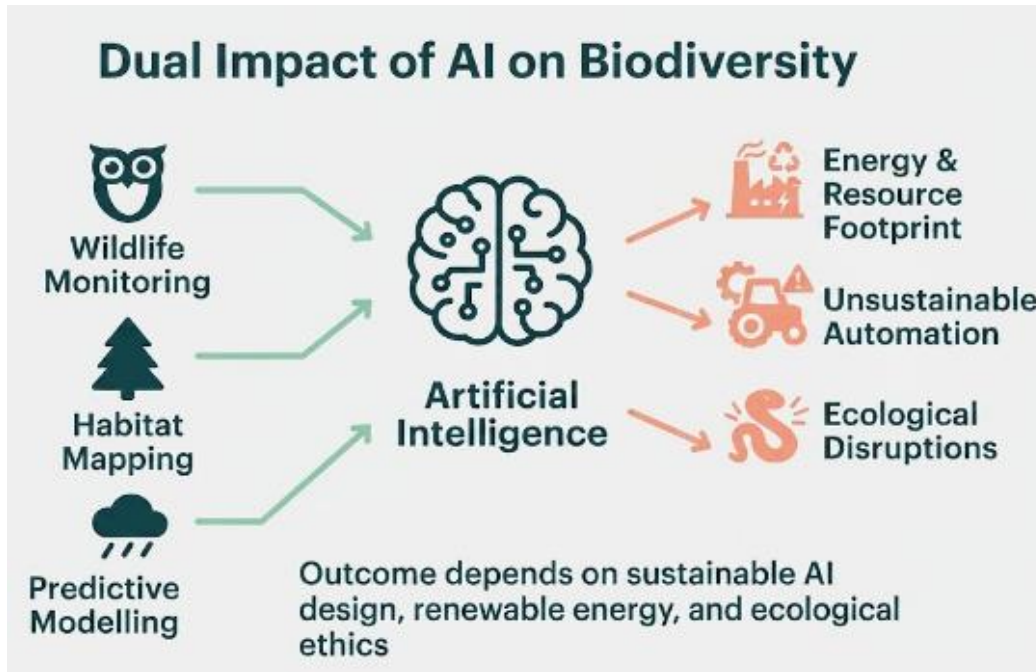 Dual Impact of AI on Biodiversity
Wildlife
Monitoring
Habitat
Mapping
Predictive
Modelling
Artificial
Intelligence
Energy &
Resource
Footprint
Unsustainable
Automation
Ecological
Disruptions
Outcome depends on sustainable AI
design, renewable energy, and ecological
ethics